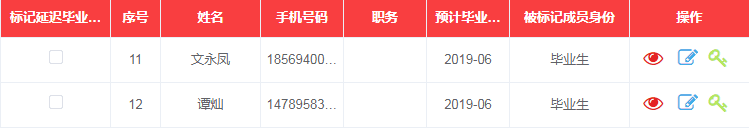 标记延迟毕业... 序号 姓名 手机号码 职务 预计毕业... 被标记成员身份 操作
11 文永凤 18569400... 2019-06 毕业生
12 谭灿 14789583... 2019-06 毕业生